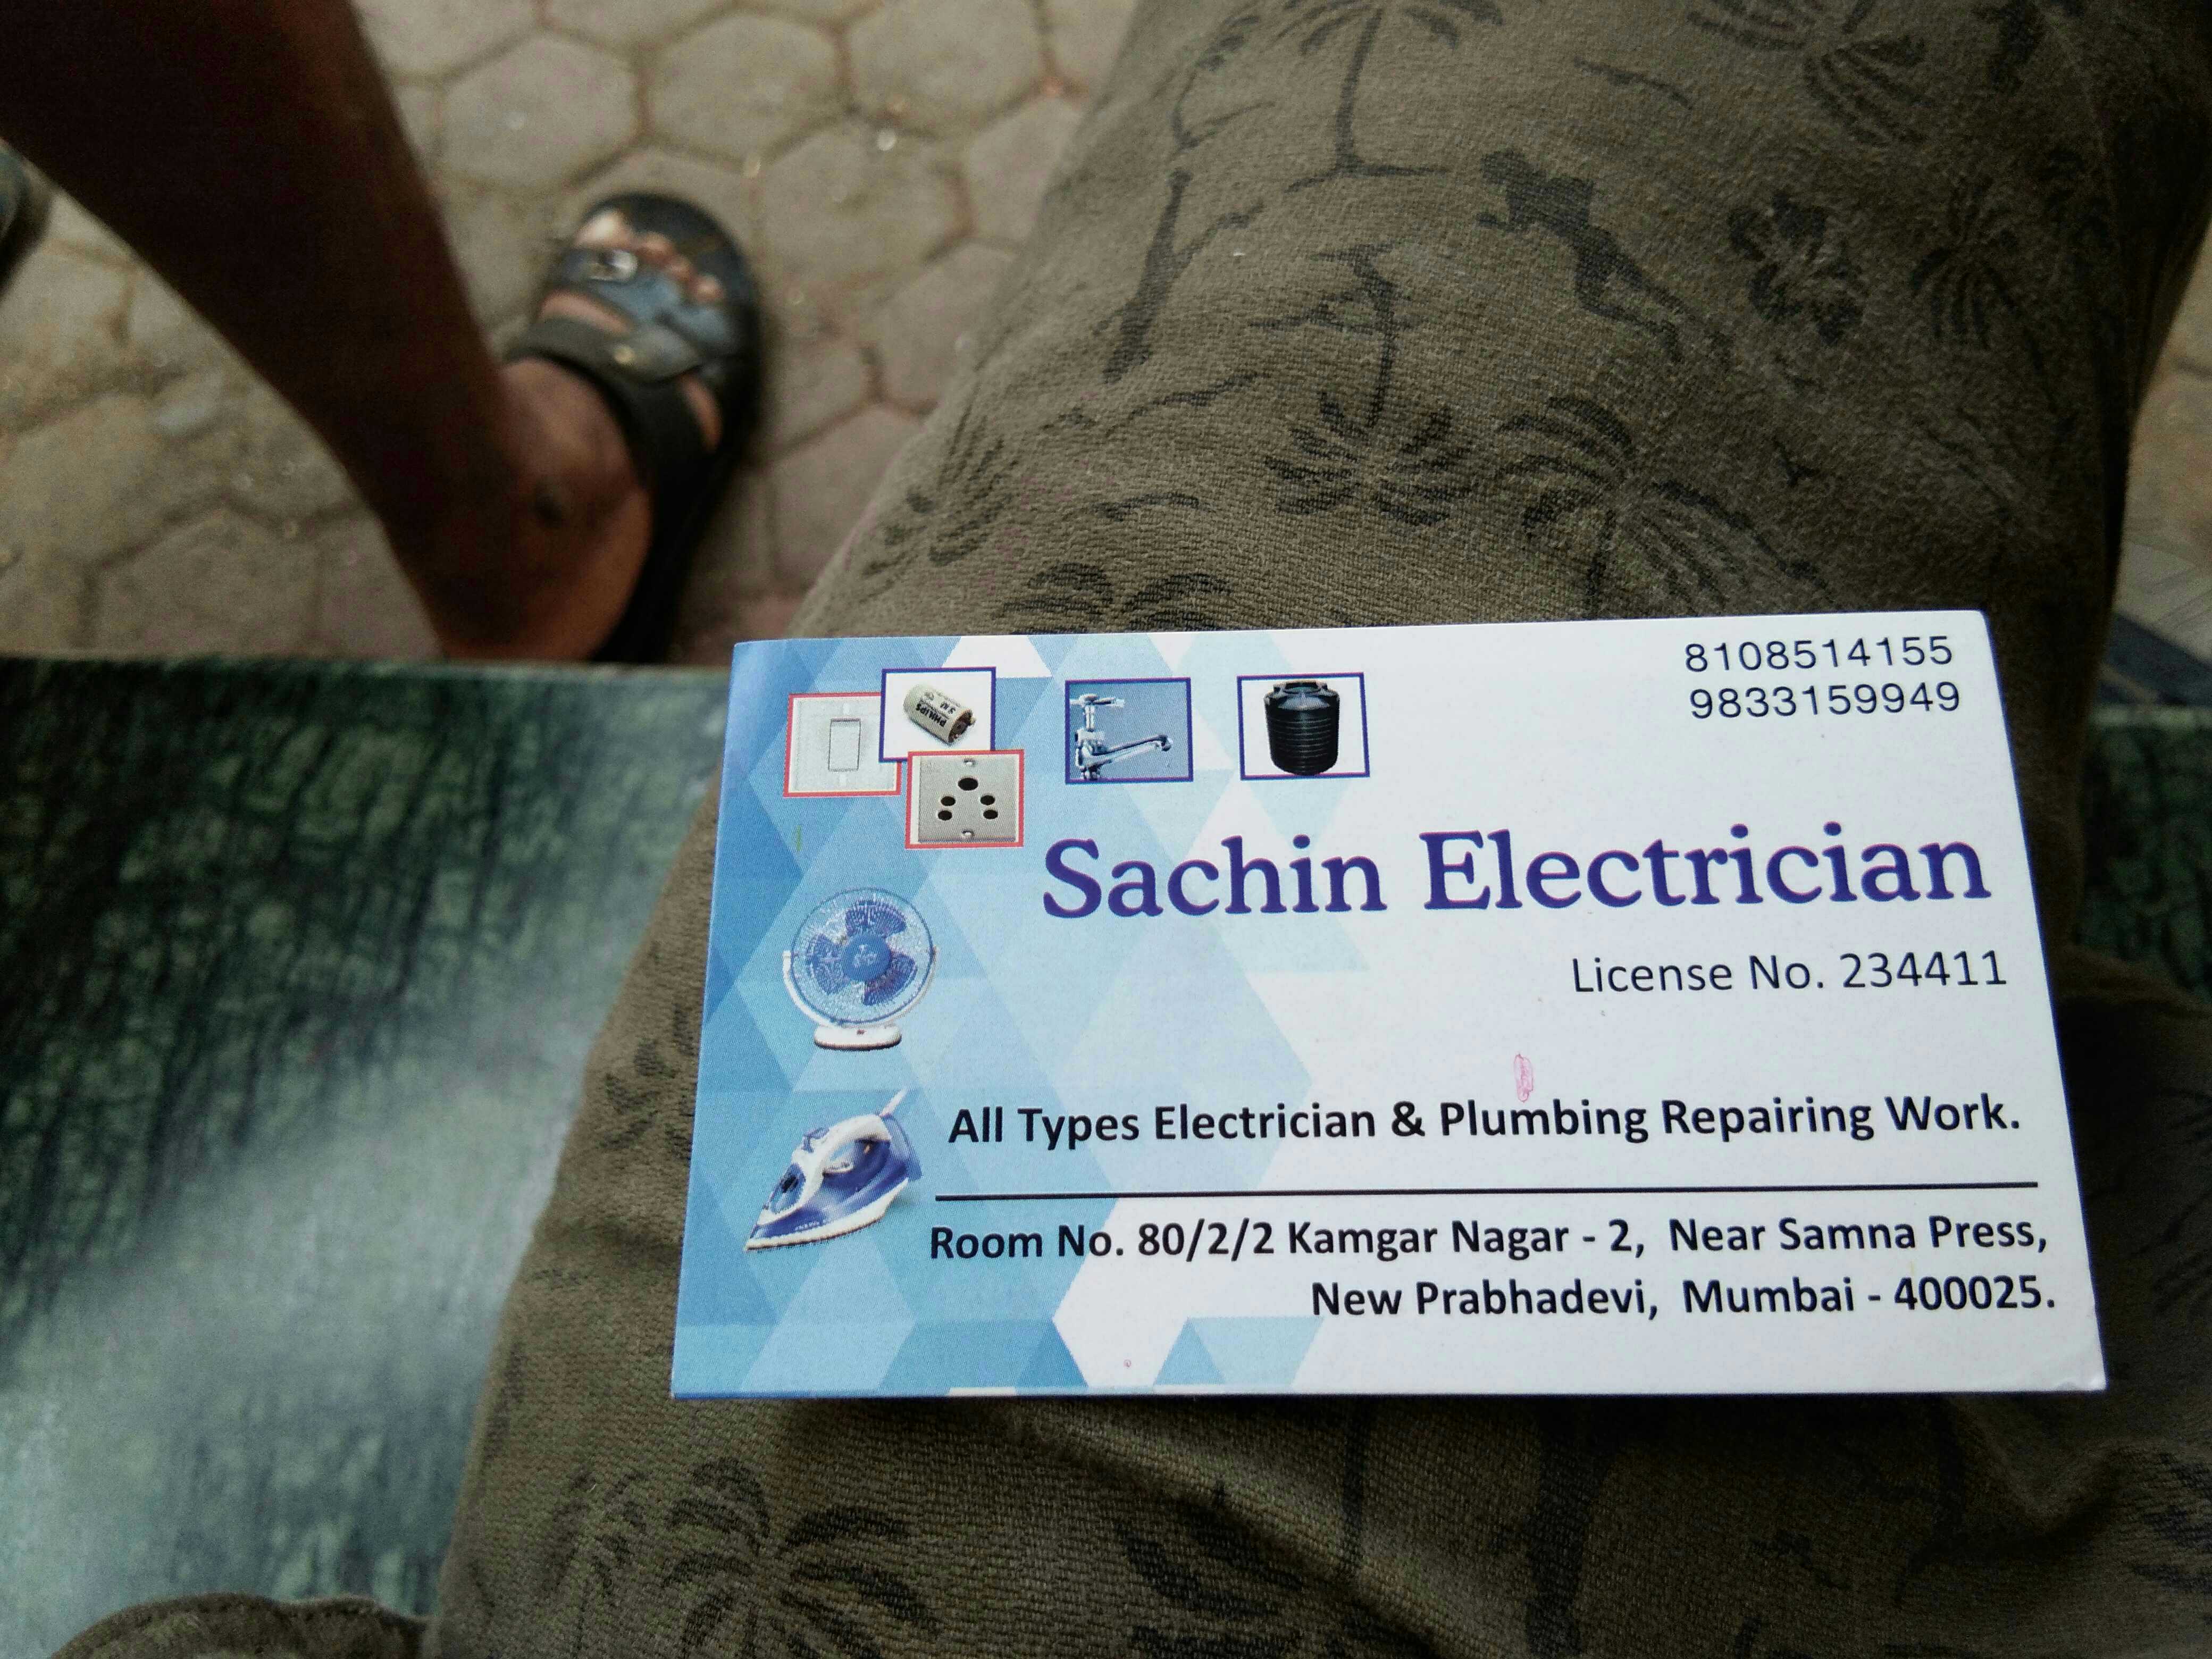 8108514155
9833159949
PHILIPS
Sachin Electrician
License No. 234411
All Types Electrician & Plumbing Repairing Work.
Room No. 80/2/2 Kamgar Nagar - 2, Near Samna Press,
New Prabhadevi, Mumbai - 400025.